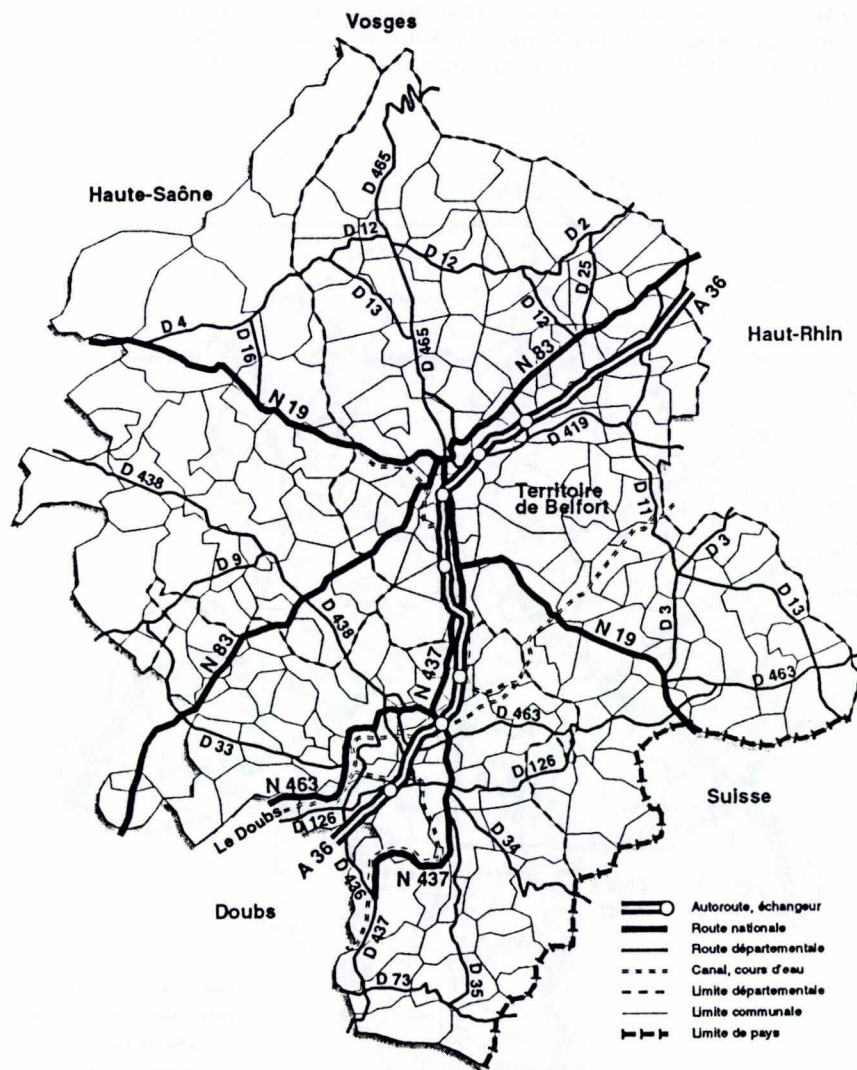 Vosges
D 465
Haute-Saône
D 12
D 2
D 12
D 25
D 13
D 12
A 36
D 4
D 16
D 465
N 83
Haut-Rhin
N 19
D 419
D 438
Territoire
de Belfort
D 11
D 3
D 9
D 13
D 438
N 83
N 437
N 19
D 3
D 463
D 463
D 33
N 463
D 126
Suisse
Le Doubs
D 126
A 36
D 34
D 436
N 437
Doubs
D 437
D 73
D 35
Autoroute, échangeur
Route nationale
Route départementale
Canal, cours d'eau
Limite départementale
Limite communale
Limite de pays